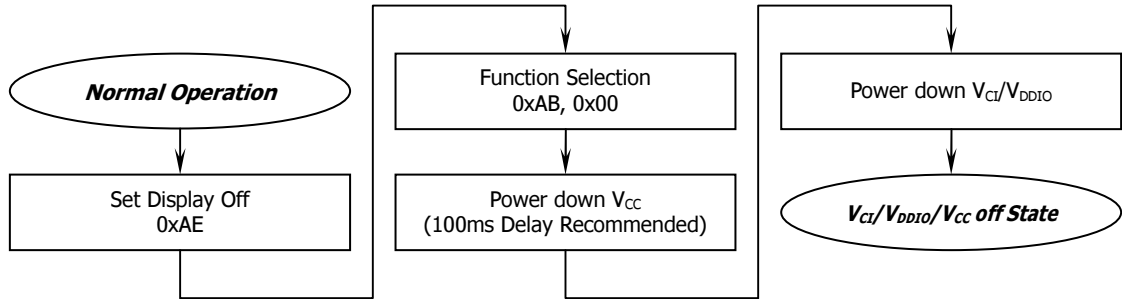 Normal Operation
Set Display Off
0xAE
Function Selection
0xAB, 0x00
Power down VCC
(100ms Delay Recommended)
Power down VCI/VDDIO
VCI/VDDIO/VCC off State